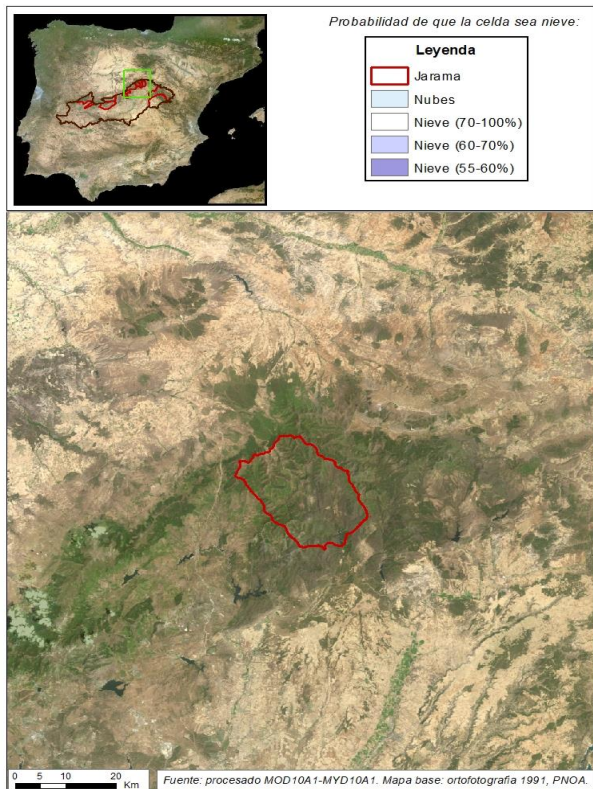 Probabilidad de que la celda sea nieve:
Leyenda
Jarama
Nubes
Nieve (70-100%)
Nieve (60-70%)
Nieve (55-60%)
0 5 10 20
Km
Fuente: procesado MOD10A1-MYD10A1. Mapa base: ortofotografia 1991, PNOA.